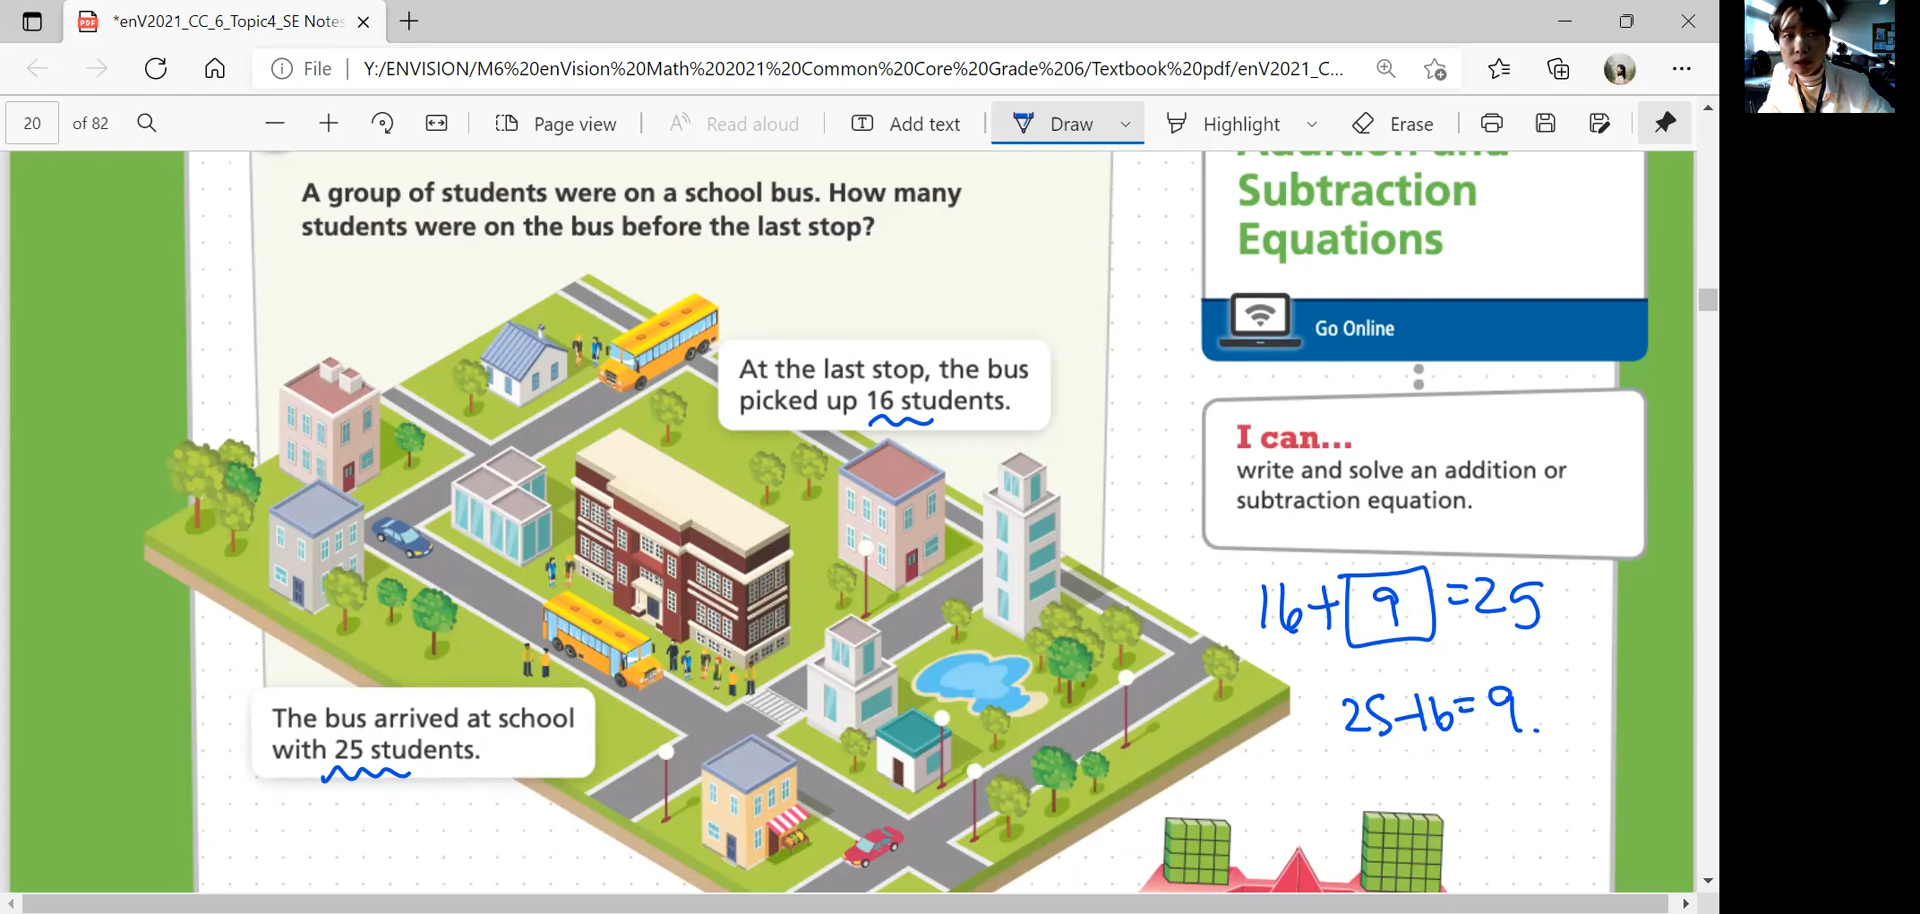 *enV2021_CC_6_Topic4_SE Notes
File
Y:/ENVISION/M6%20enVision%20Math%202021%20Common%20Core%20Grade%206/Textbook%20pdf/enV2021_C...
20 of 82
Page view
Read aloud
Add text
Draw
Highlight
Erase
A group of students were on a school bus. How many
students were on the bus before the last stop?
At the last stop, the bus
picked up 16 students.
The bus arrived at school
with 25 students.
Addition and
Subtraction
Equations
Go Online
I can...
write and solve an addition or
subtraction equation.
16+9=25
25-16=9.